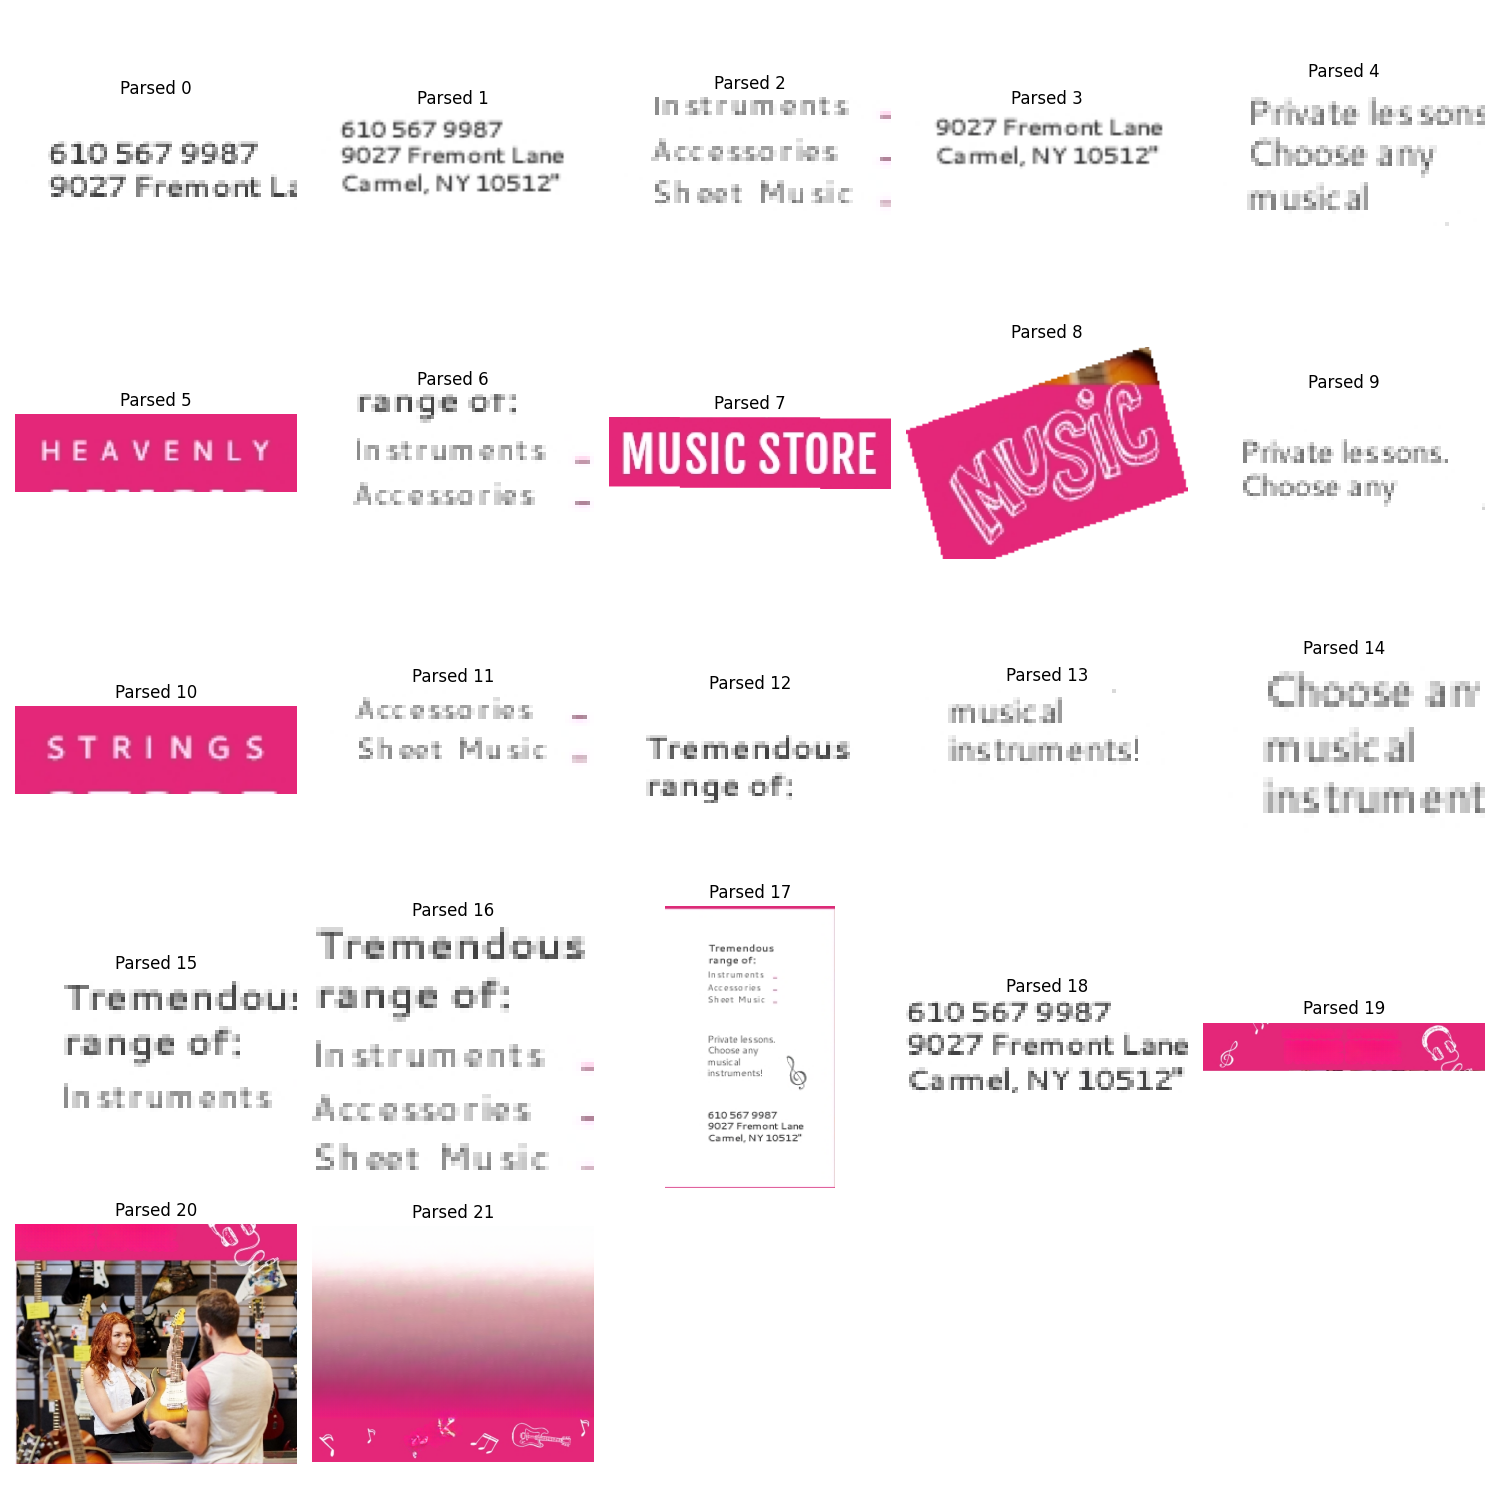 Parsed 0
610 567 9987
9027 Fremont La
Parsed 1
610 567 9987
9027 Fremont Lane
Carmel, NY 10512"
Parsed 2
Instruments
Accessories
Sheet Music
Parsed 3
9027 Fremont Lane
Carmel, NY 10512"
Parsed 4
Private lessons
Choose any
musical
Parsed 5
HEAVENLY
Parsed 6
range of:
Instruments
Accessories
Parsed 7
MUSIC STORE
Parsed 8
MUSIC
Parsed 9
Private lessons.
Choose any
Parsed 10
STRINGS
Parsed 11
Accessories
Sheet Music
Parsed 12
Tremendous
range of:
Parsed 13
musical
instruments!
Parsed 14
Choose an
musical
instrument
Parsed 15
Tremendous
range of:
Instruments
Parsed 16
Tremendous
range of:
Instruments
Accessories
Sheet Music
Parsed 17
Tremendous
range of:
Instruments
Accessories
Sheet Music
Private lessons.
Choose any
musical
instruments!
610 567 9987
9027 Fremont Lane
Carmel, NY 10512"
Parsed 18
610 567 9987
9027 Fremont Lane
Carmel, NY 10512"
Parsed 19
Parsed 20
Parsed 21